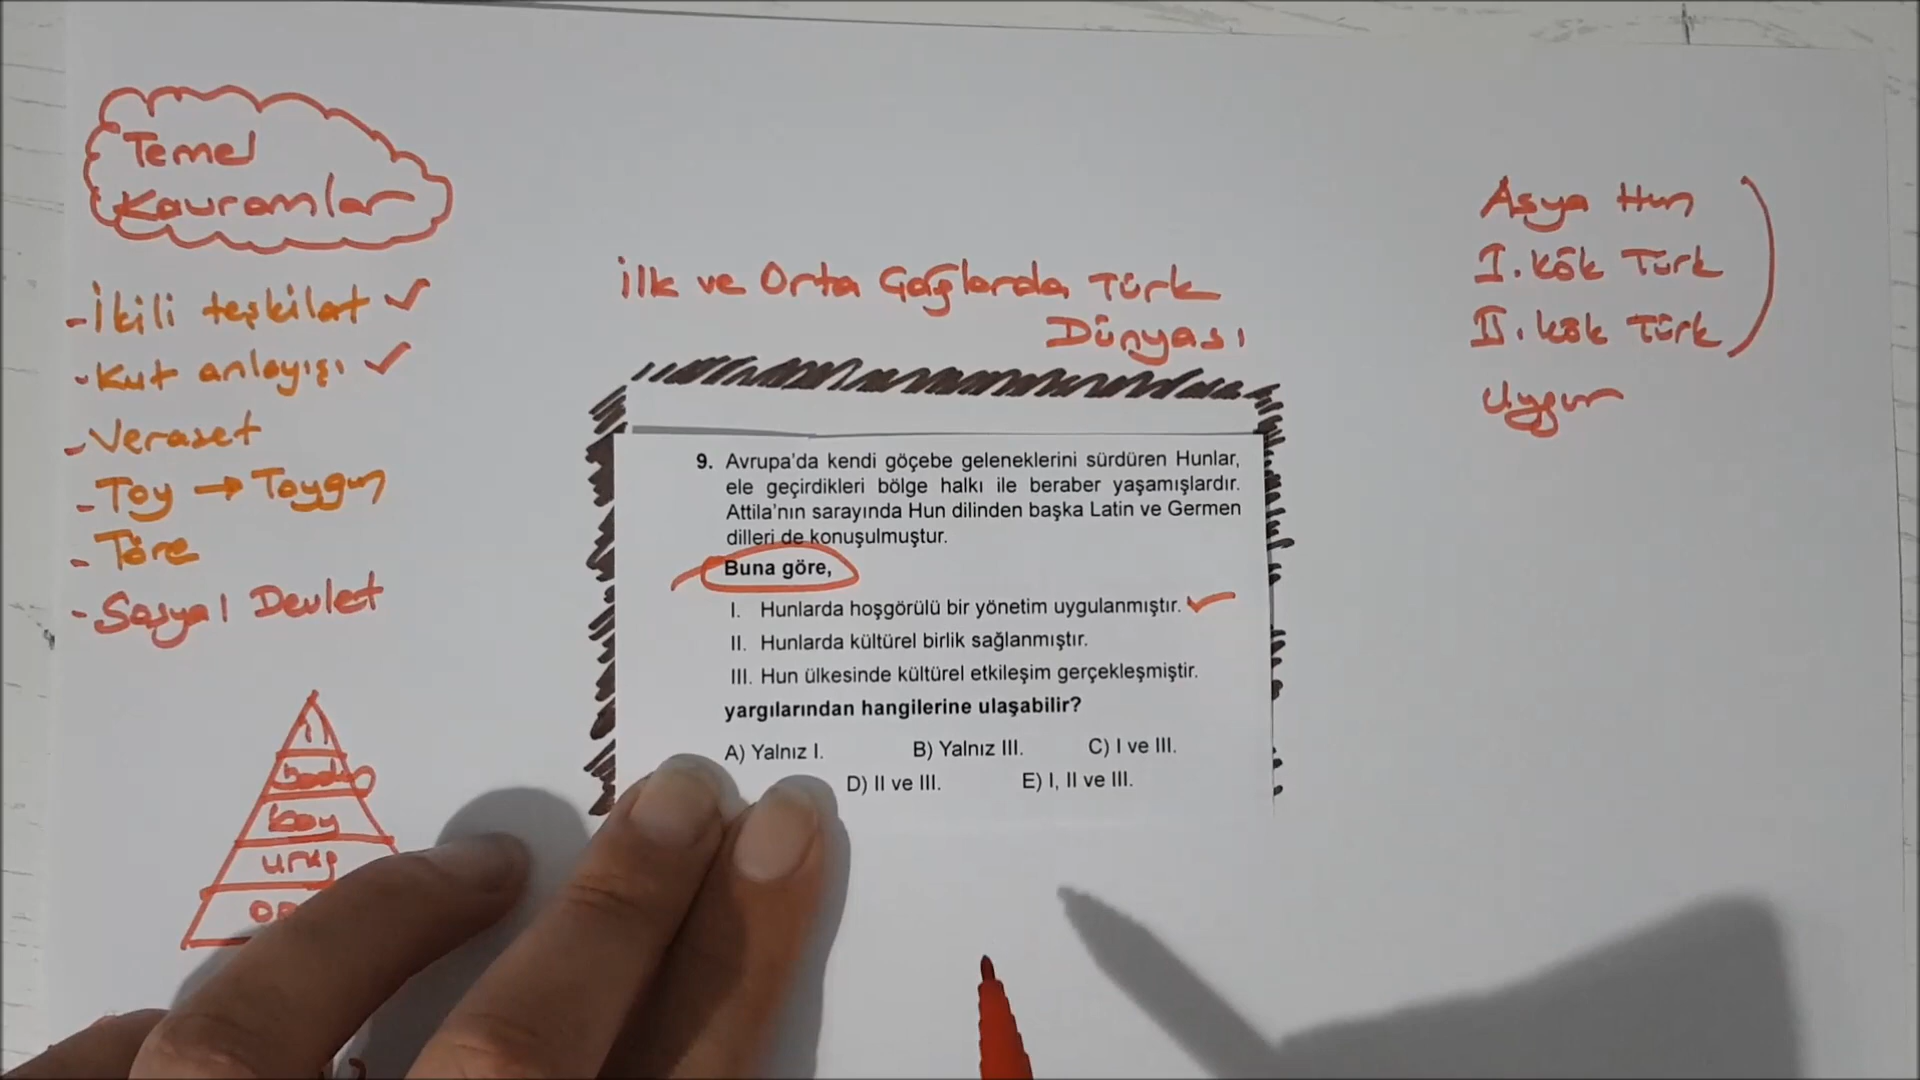 Temel
Kavramlar
- İkili teşkilat ✓
- Kut anlayışı ✓
- Veraset
- Toy → Toygun
- Töre
- Sosyal Devlet
il
boy
uruş
İlk ve Orta Çağlarda Türk
Dünyası
9. Avrupa'da kendi göçebe geleneklerini sürdüren Hunlar,
ele geçirdikleri bölge halkı ile beraber yaşamışlardır.
Attila'nın sarayında Hun dilinden başka Latin ve Germen
dilleri de konuşulmuştur.
Buna göre,
I. Hunlarda hoşgörülü bir yönetim uygulanmıştır. ✓
II. Hunlarda kültürel birlik sağlanmıştır.
III. Hun ülkesinde kültürel etkileşim gerçekleşmiştir.
yargılarından hangilerine ulaşabilir?
A) Yalnız I. B) Yalnız III. C) I ve III.
D) II ve III. E) I, II ve III.
Asya Hun
I. Kök Türk
II. Kök Türk
Uygur